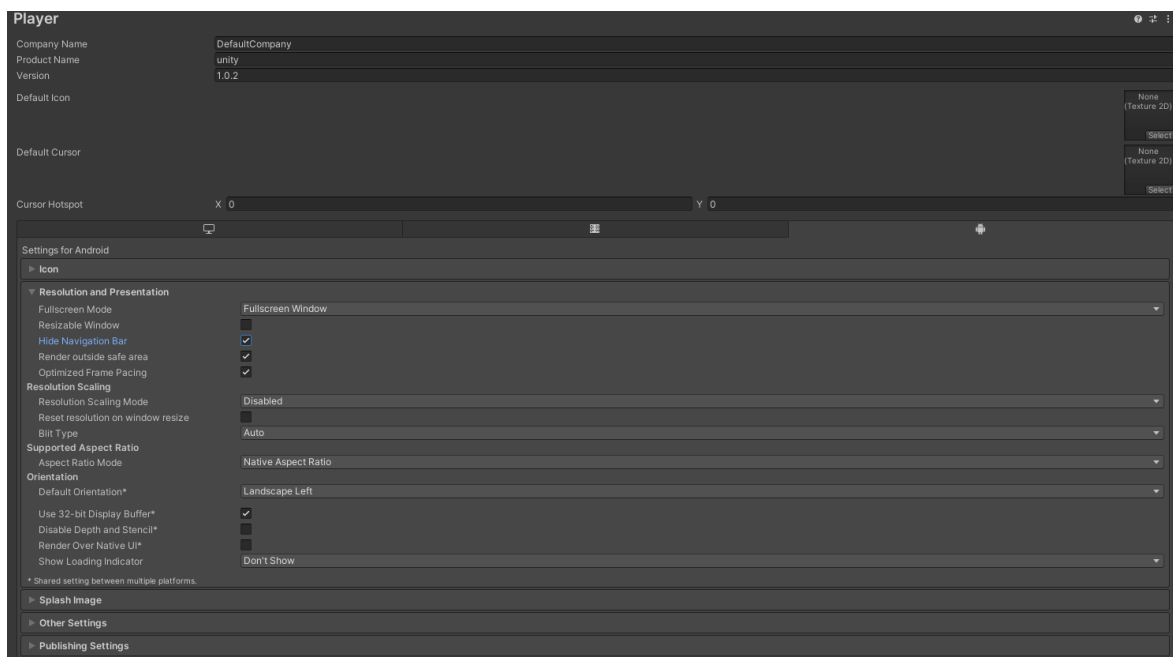 Player
Company Name DefaultCompany
Product Name unity
Version 1.0.2
Default Icon None
(Texture 2D)
Select
Default Cursor None
(Texture 2D)
Select
Cursor Hotspot X 0 Y 0
Settings for Android
Icon
Resolution and Presentation
Fullscreen Mode Fullscreen Window
Resizable Window
Hide Navigation Bar
Render outside safe area
Optimized Frame Pacing
Resolution Scaling
Resolution Scaling Mode Disabled
Reset resolution on window resize
Blit Type Auto
Supported Aspect Ratio
Aspect Ratio Mode Native Aspect Ratio
Orientation
Default Orientation* Landscape Left
Use 32-bit Display Buffer*
Disable Depth and Stencil*
Render Over Native UI*
Show Loading Indicator Don't Show
* Shared setting between multiple platforms.
Splash Image
Other Settings
Publishing Settings